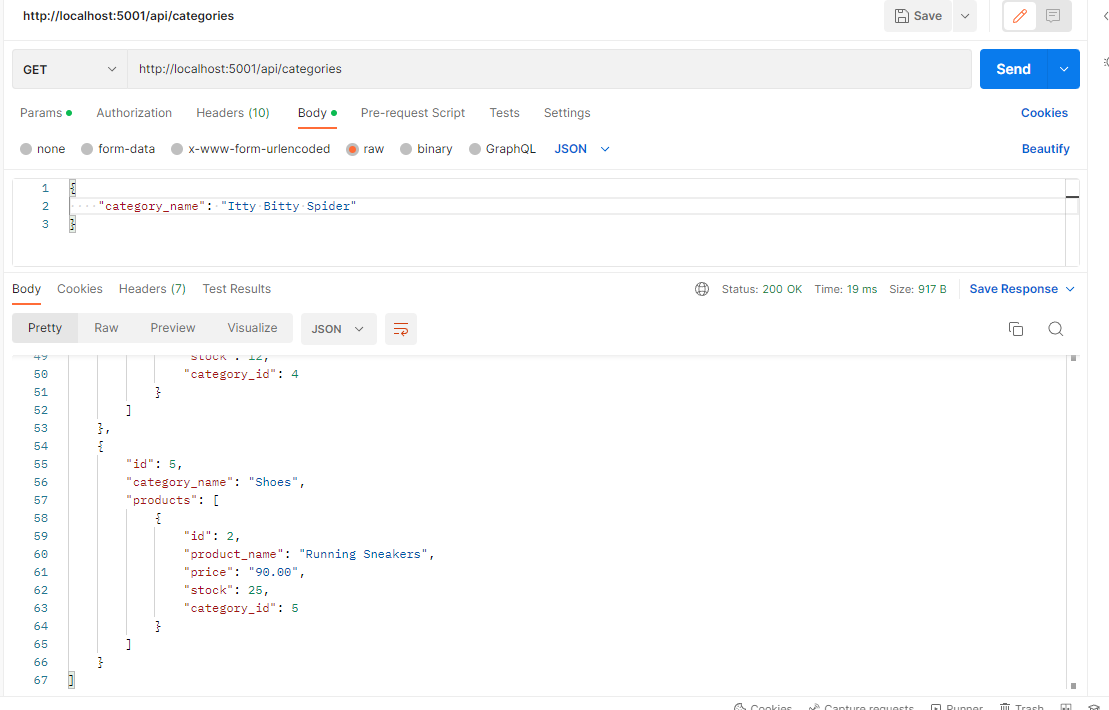 http://localhost:5001/api/categories
Save
GET
http://localhost:5001/api/categories
Send
Params Authorization Headers (10) Body Pre-request Script Tests Settings Cookies
none form-data x-www-form-urlencoded raw binary GraphQL JSON Beautify
1 {
2 "category_name": "Itty Bitty Spider"
3 }
Body Cookies Headers (7) Test Results Status: 200 OK Time: 19 ms Size: 917 B Save Response
Pretty Raw Preview Visualize JSON
49 "stock": 12,
50 "category_id": 4
51 }
52 ]
53 },
54 {
55 "id": 5,
56 "category_name": "Shoes",
57 "products": [
58 {
59 "id": 2,
60 "product_name": "Running Sneakers",
61 "price": "90.00",
62 "stock": 25,
63 "category_id": 5
64 }
65 ]
66 }
67 ]
Cookies Capture requests Runner Trash